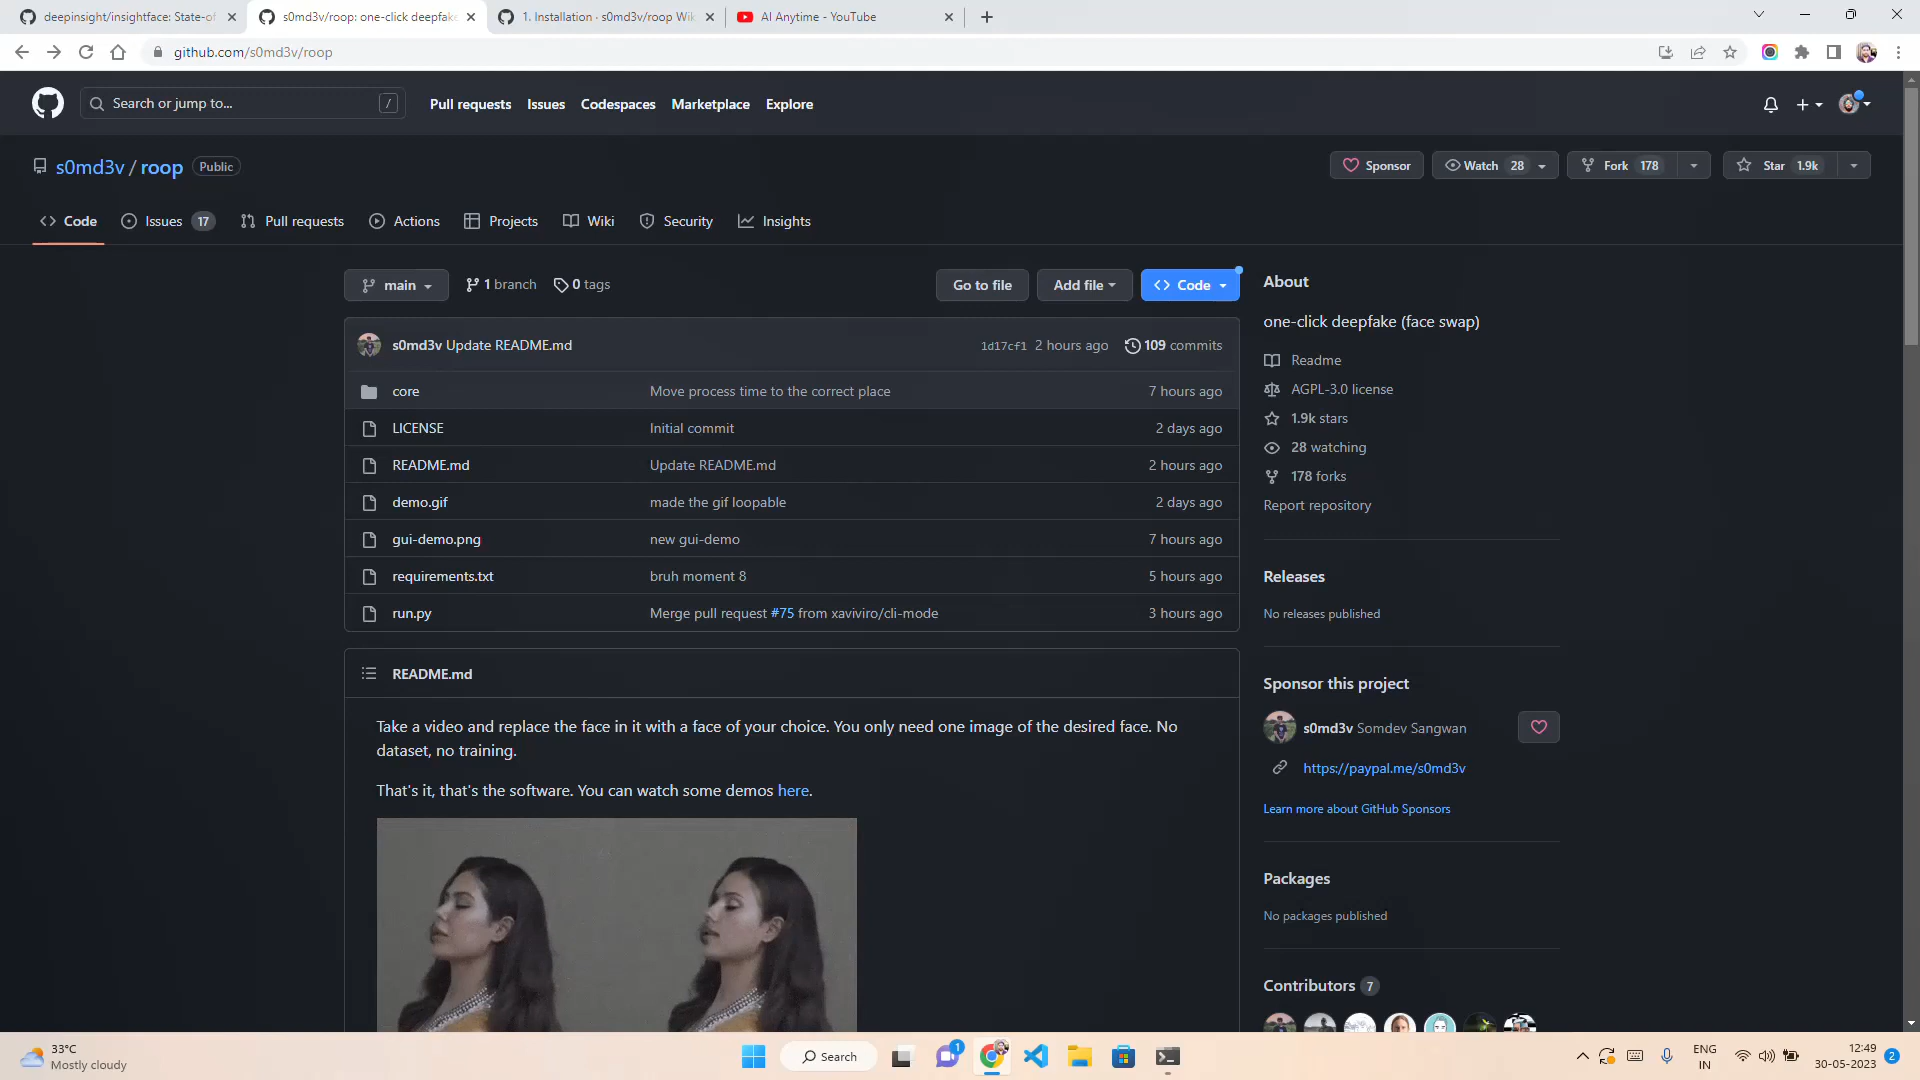 deepinsight/insightface: State-of
s0md3v/roop: one-click deepfake
1. Installation · s0md3v/roop Wik
AI Anytime - YouTube
github.com/s0md3v/roop
Search or jump to...
/
Pull requests
Issues
Codespaces
Marketplace
Explore
s0md3v / roop
Public
Sponsor
Watch 28
Fork 178
Star 1.9k
Code
Issues 17
Pull requests
Actions
Projects
Wiki
Security
Insights
main
1 branch
0 tags
Go to file
Add file
Code
s0md3v Update README.md
1d17cf1 2 hours ago
109 commits
core
Move process time to the correct place
7 hours ago
LICENSE
Initial commit
2 days ago
README.md
Update README.md
2 hours ago
demo.gif
made the gif loopable
2 days ago
gui-demo.png
new gui-demo
7 hours ago
requirements.txt
bruh moment 8
5 hours ago
run.py
Merge pull request #75 from xaviviro/cli-mode
3 hours ago
README.md
Take a video and replace the face in it with a face of your choice. You only need one image of the desired face. No
dataset, no training.
That's it, that's the software. You can watch some demos here.
About
one-click deepfake (face swap)
Readme
AGPL-3.0 license
1.9k stars
28 watching
178 forks
Report repository
Releases
No releases published
Sponsor this project
s0md3v Somdev Sangwan
https://paypal.me/s0md3v
Learn more about GitHub Sponsors
Packages
No packages published
Contributors 7
33°C
Mostly cloudy
Search
1
ENG
IN
12:49
30-05-2023
2